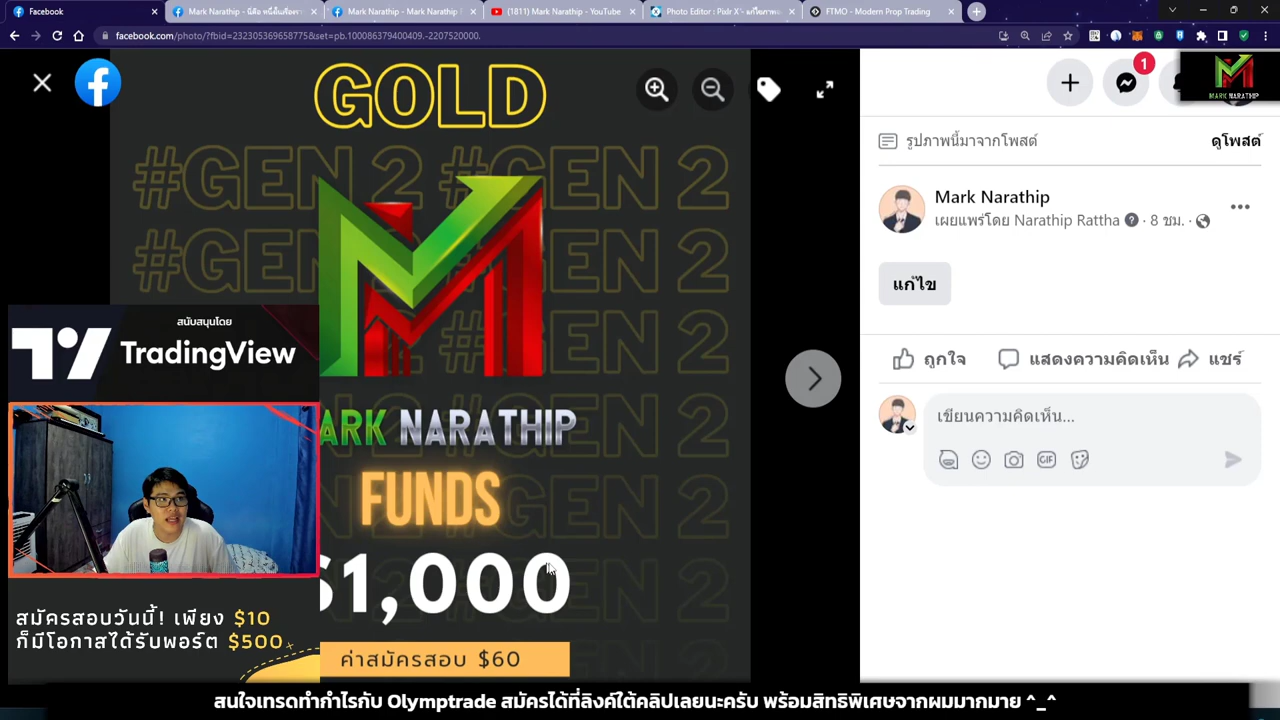 Facebook
Mark Narathip - 
Mark Narathip - Mark Narathip F
(1811) Mark Narathip - YouTube
Photo Editor : Pixlr X - 
FTMO - Modern Prop Trading
facebook.com/photo/?fbid=232305369658775&set=pb.100086379400409.-2207520000.
GOLD
#GEN 2 #GEN 2
#GEN 2 #GEN 2
#GEN 2
ARK NARATHIP
FUNDS
$1,000
ค่าสมัครสอบ $60
สนับสนุนโดย
TradingView
สมัครสอบวันนี้! เพียง $10
ก็มีโอกาสได้รับพอร์ต $500
สนใจเทรดทำกำไรกับ Olymptrade สมัครได้ที่ลิงค์ใต้คลิปเลยนะครับ พร้อมสิทธิพิเศษจากผมมากมาย ^_^
1
MARK NARATHIP
รูปภาพนี้มาจากโพสต์
ดูโพสต์
Mark Narathip
เผยแพร่โดย Narathip Rattha · 8 ชม. ·
แก้ไข
ถูกใจ
แสดงความคิดเห็น
แชร์
เขียนความคิดเห็น...
GIF